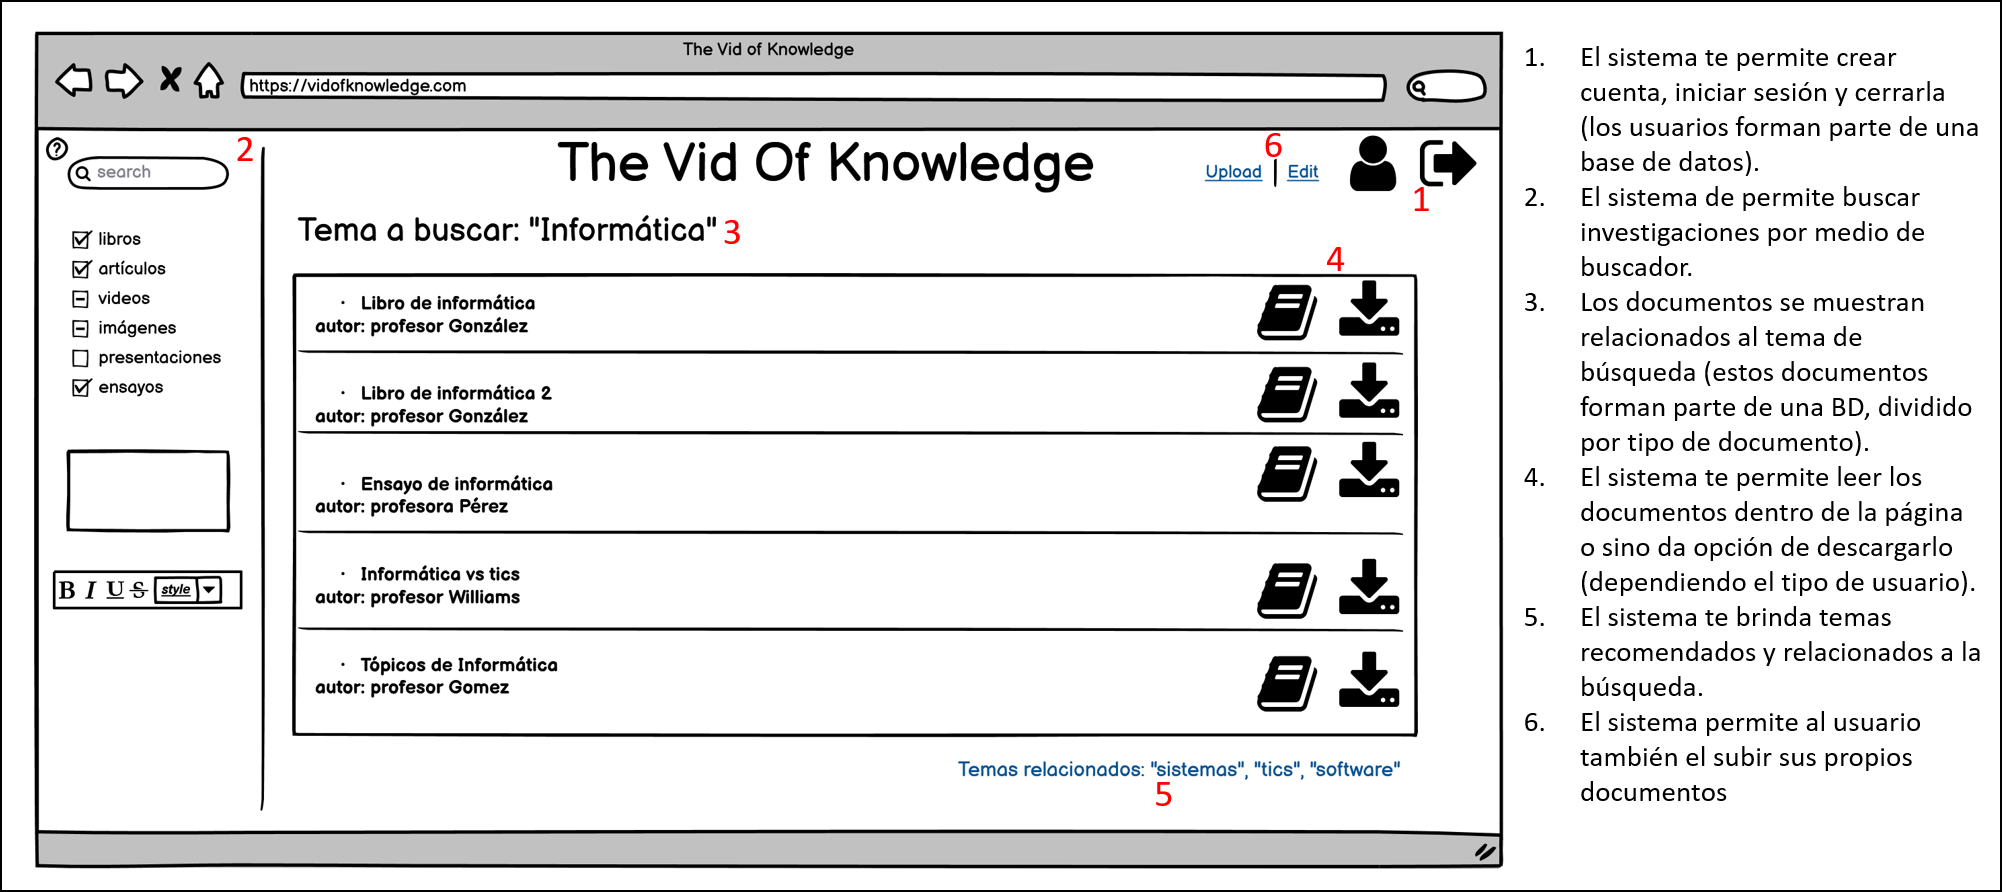 The Vid of Knowledge
https://vidofknowledge.com
?
search
2
libros
artículos
videos
imágenes
presentaciones
ensayos
B I U S style
The Vid Of Knowledge
6
Upload | Edit
1
Tema a buscar: "Informática" 3
4
· Libro de informática
autor: profesor González
· Libro de informática 2
autor: profesor González
· Ensayo de informática
autor: profesora Pérez
· Informática vs tics
autor: profesor Williams
· Tópicos de Informática
autor: profesor Gomez
Temas relacionados: "sistemas", "tics", "software"
5
1. El sistema te permite crear
cuenta, iniciar sesión y cerrarla
(los usuarios forman parte de una
base de datos).
2. El sistema de permite buscar
investigaciones por medio de
buscador.
3. Los documentos se muestran
relacionados al tema de
búsqueda (estos documentos
forman parte de una BD, dividido
por tipo de documento).
4. El sistema te permite leer los
documentos dentro de la página
o sino da opción de descargarlo
(dependiendo el tipo de usuario).
5. El sistema te brinda temas
recomendados y relacionados a la
búsqueda.
6. El sistema permite al usuario
también el subir sus propios
documentos